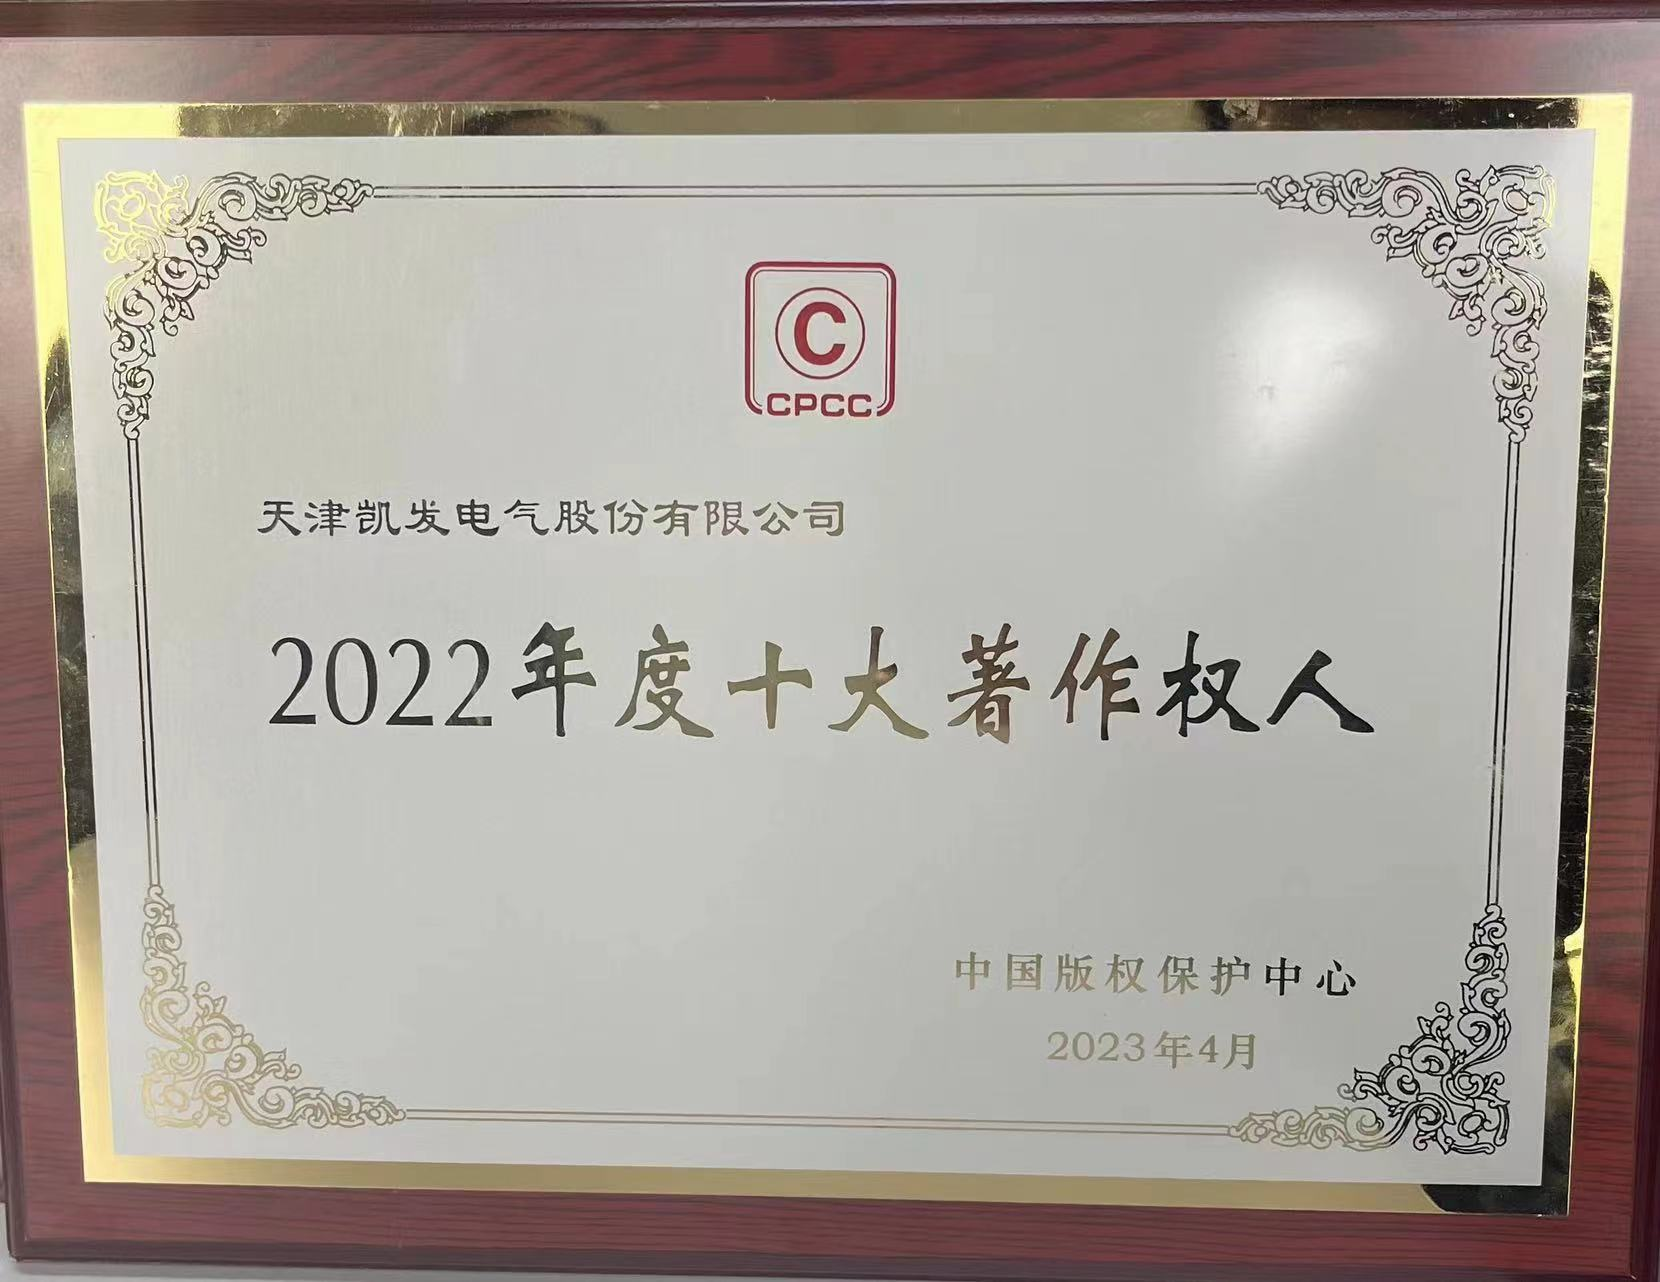 C
CPCC
天津凯发电气股份有限公司
2022年度十大著作权人
中国版权保护中心
2023年4月